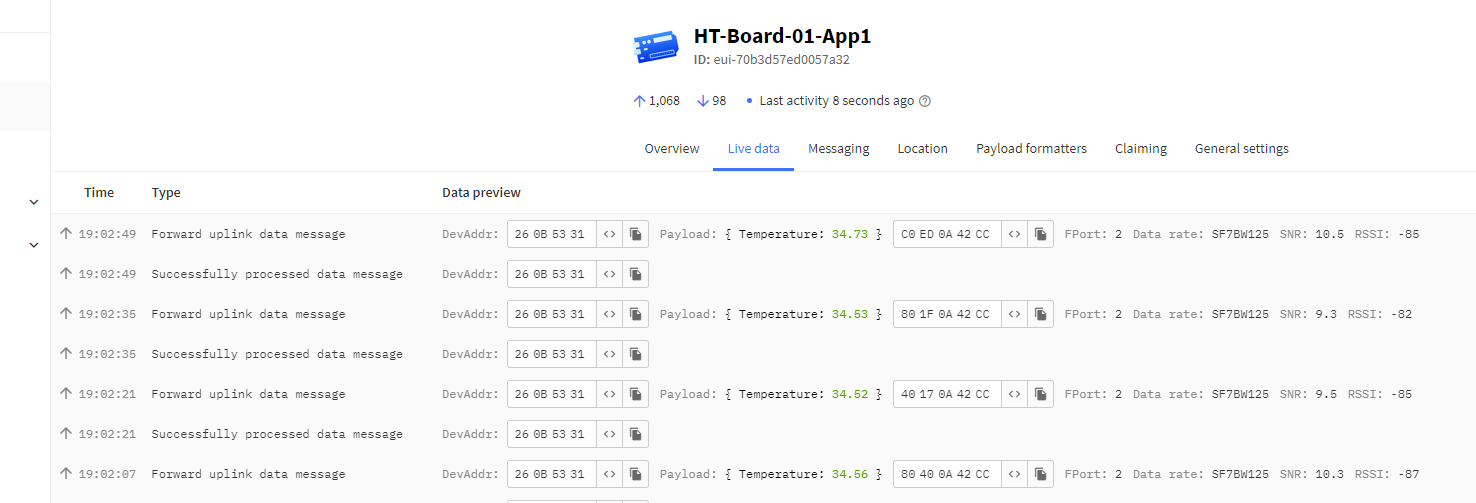 HT-Board-01-App1
ID: eui-70b3d57ed0057a32
1,068 98 • Last activity 8 seconds ago
Overview Live data Messaging Location Payload formatters Claiming General settings
Time Type Data preview
19:02:49 Forward uplink data message DevAddr: 26 0B 53 31 <> Payload: { Temperature: 34.73 } C0 ED 0A 42 CC <> FPort: 2 Data rate: SF7BW125 SNR: 10.5 RSSI: -85
19:02:49 Successfully processed data message DevAddr: 26 0B 53 31 <>
19:02:35 Forward uplink data message DevAddr: 26 0B 53 31 <> Payload: { Temperature: 34.53 } 80 1F 0A 42 CC <> FPort: 2 Data rate: SF7BW125 SNR: 9.3 RSSI: -82
19:02:35 Successfully processed data message DevAddr: 26 0B 53 31 <>
19:02:21 Forward uplink data message DevAddr: 26 0B 53 31 <> Payload: { Temperature: 34.52 } 40 17 0A 42 CC <> FPort: 2 Data rate: SF7BW125 SNR: 9.5 RSSI: -85
19:02:21 Successfully processed data message DevAddr: 26 0B 53 31 <>
19:02:07 Forward uplink data message DevAddr: 26 0B 53 31 <> Payload: { Temperature: 34.56 } 80 40 0A 42 CC <> FPort: 2 Data rate: SF7BW125 SNR: 10.3 RSSI: -87